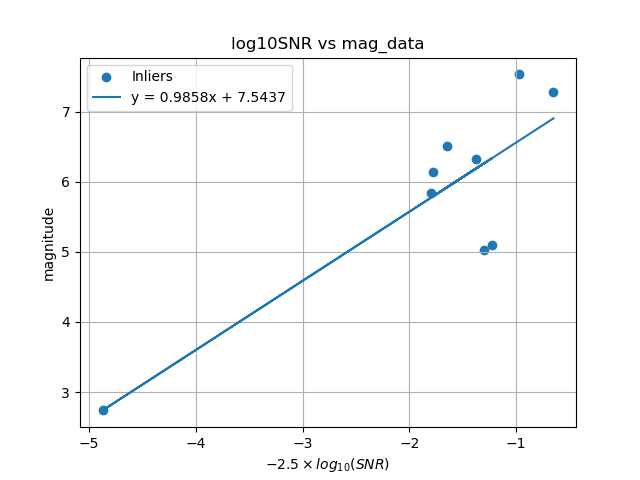 log10SNR vs mag_data
Inliers
y = 0.9858x + 7.5437
7
6
5
4
3
magnitude
−5
−4
−3
−2
−1
−2.5 × log₁₀(SNR)